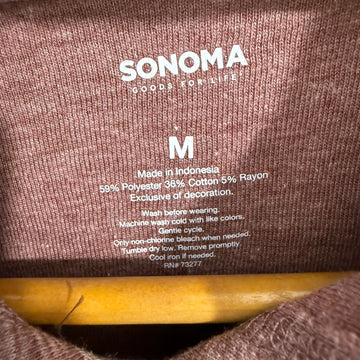 SONOMA
GOODS FOR LIFE
M
Made in Indonesia
59% Polyester 36% Cotton 5% Rayon
Exclusive of decoration.
Wash before wearing.
Machine wash cold with like colors.
Gentle cycle.
Only non-chlorine bleach when needed.
Tumble dry low. Remove promptly.
Cool iron if needed.
RN# 73277